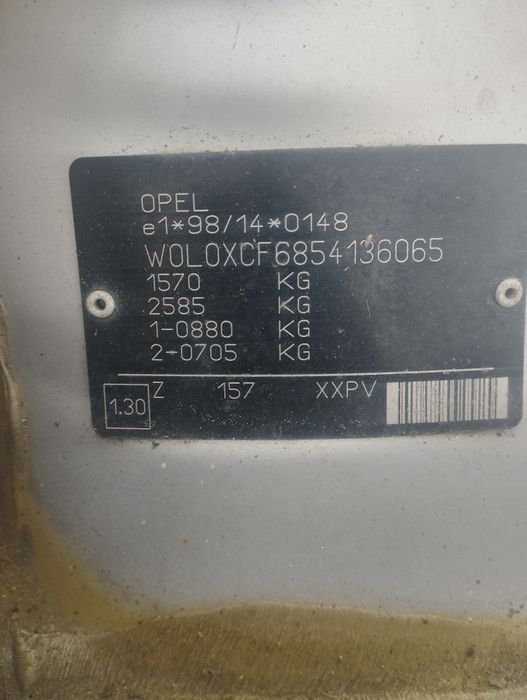 OPEL
e1*98/14*0148
W0L0XCF6854136065
1570 KG
2585 KG
1-0880 KG
2-0705 KG
1.30 Z 157 XXPV